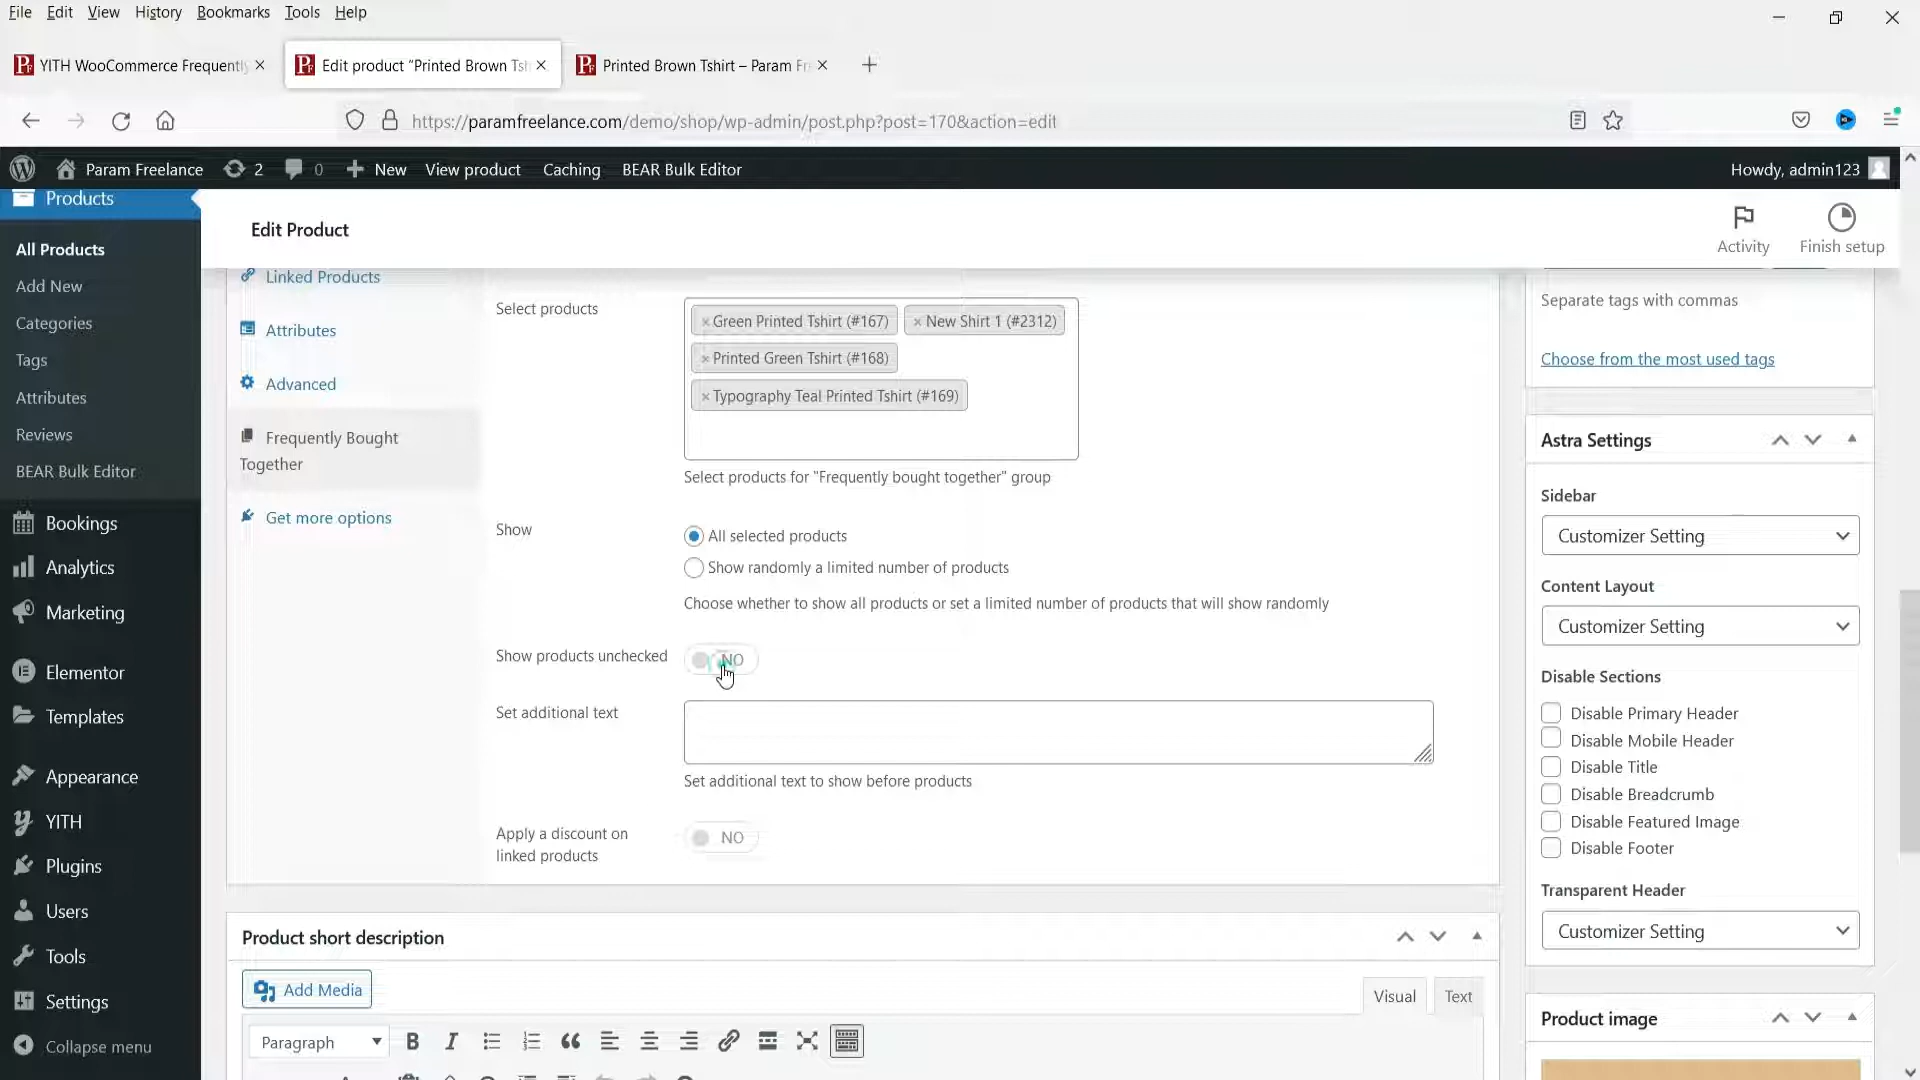 File Edit View History Bookmarks Tools Help
YITH WooCommerce Frequently
Edit product “Printed Brown Tsh
Printed Brown Tshirt – Param Fr
https://paramfreelance.com/demo/shop/wp-admin/post.php?post=170&action=edit
Param Freelance 2 0 New View product Caching BEAR Bulk Editor Howdy, admin123
Products
All Products
Add New
Categories
Tags
Attributes
Reviews
BEAR Bulk Editor
Bookings
Analytics
Marketing
Elementor
Templates
Appearance
YITH
Plugins
Users
Tools
Settings
Collapse menu
Edit Product
Activity
Finish setup
Linked Products
Attributes
Advanced
Frequently Bought
Together
Get more options
Select products
× Green Printed Tshirt (#167) × New Shirt 1 (#2312)
× Printed Green Tshirt (#168)
× Typography Teal Printed Tshirt (#169)
Select products for "Frequently bought together" group
Show
All selected products
Show randomly a limited number of products
Choose whether to show all products or set a limited number of products that will show randomly
Show products unchecked NO
Set additional text
Set additional text to show before products
Apply a discount on
linked products
NO
Product short description
Add Media
Visual Text
Paragraph
Separate tags with commas
Choose from the most used tags
Astra Settings
Sidebar
Customizer Setting
Content Layout
Customizer Setting
Disable Sections
Disable Primary Header
Disable Mobile Header
Disable Title
Disable Breadcrumb
Disable Featured Image
Disable Footer
Transparent Header
Customizer Setting
Product image